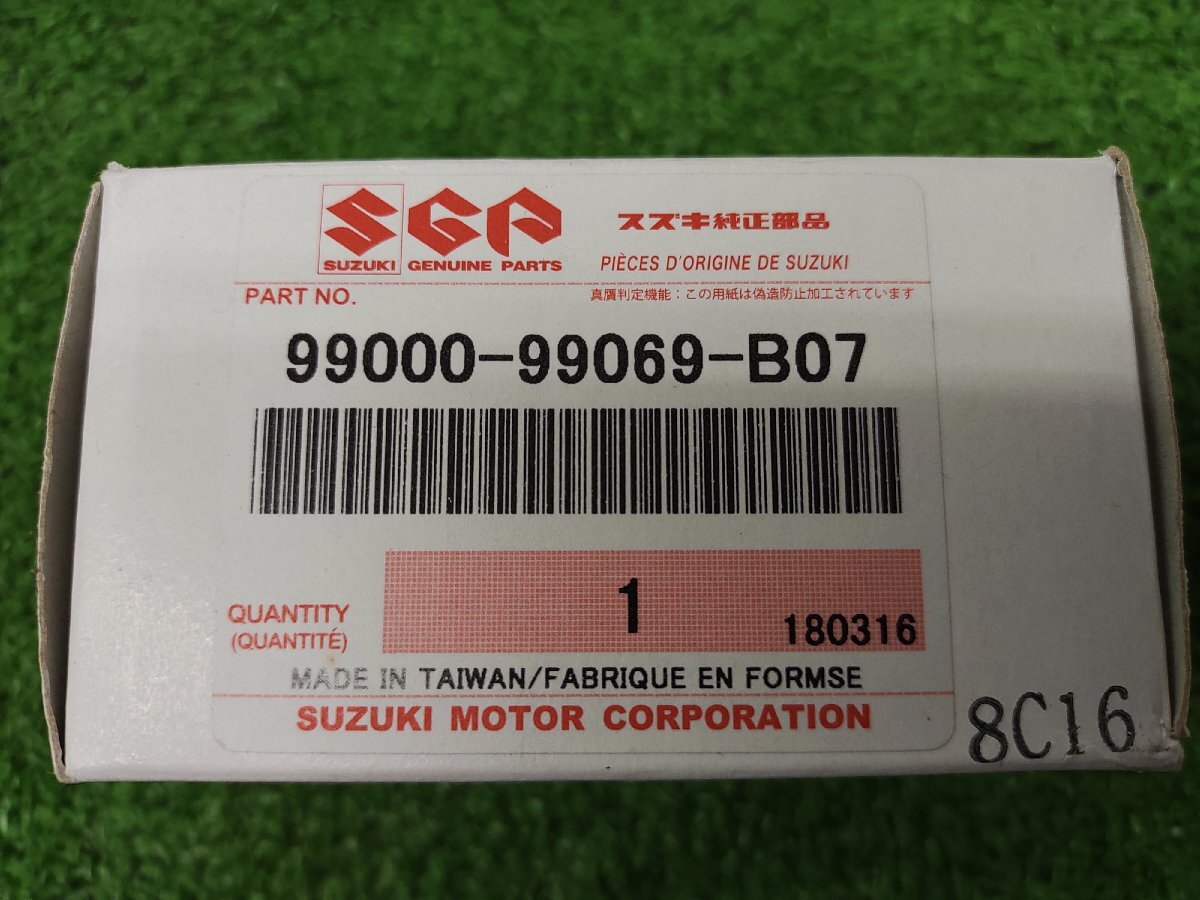 SGP
SUZUKI GENUINE PARTS
スズキ純正部品
PIÈCES D'ORIGINE DE SUZUKI
PART NO.
真贋判定機能：この用紙は偽造防止加工されています
99000-99069-B07
QUANTITY
(QUANTITÉ)
1
180316
MADE IN TAIWAN/FABRIQUE EN FORMSE
SUZUKI MOTOR CORPORATION
8C16